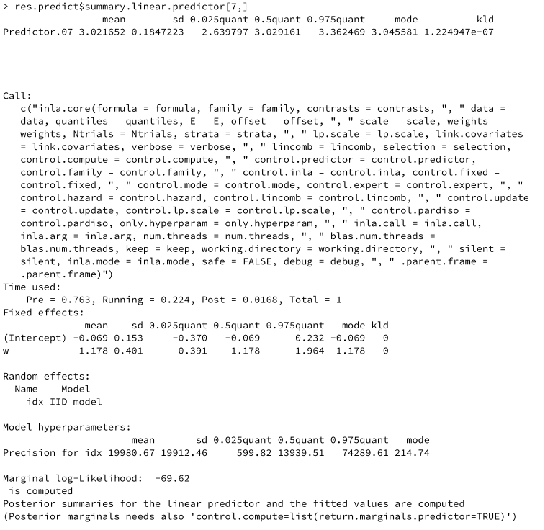 > res.predict$summary.linear.predictor[7,]
mean sd 0.025quant 0.5quant 0.975quant mode kld
Predictor.07 3.021652 0.1847223 2.639797 3.029161 3.362469 3.045581 1.224947e-07
Call:
c("inla.core(formula = formula, family = family, contrasts = contrasts, ", " data =
data, quantiles = quantiles, E = E, offset = offset, ", " scale = scale, weights =
weights, Ntrials = Ntrials, strata = strata, ", " lp.scale = lp.scale, link.covariates
= link.covariates, verbose = verbose, ", " lincomb = lincomb, selection = selection,
control.compute = control.compute, ", " control.predictor = control.predictor,
control.family = control.family, ", " control.inla = control.inla, control.fixed =
control.fixed, ", " control.mode = control.mode, control.expert = control.expert, ", "
control.hazard = control.hazard, control.lincomb = control.lincomb, ", " control.update
= control.update, control.lp.scale = control.lp.scale, ", " control.pardiso =
control.pardiso, only.hyperparam = only.hyperparam, ", " inla.call = inla.call,
inla.arg = inla.arg, num.threads = num.threads, ", " blas.num.threads =
blas.num.threads, keep = keep, working.directory = working.directory, ", " silent =
silent, inla.mode = inla.mode, safe = FALSE, debug = debug, ", " .parent.frame =
.parent.frame)")
Time used:
Pre = 0.763, Running = 0.224, Post = 0.0168, Total = 1
Fixed effects:
mean sd 0.025quant 0.5quant 0.975quant mode kld
(Intercept) -0.069 0.153 -0.370 -0.069 0.232 -0.069 0
w 1.178 0.401 0.391 1.178 1.964 1.178 0
Random effects:
Name Model
idx IID model
Model hyperparameters:
mean sd 0.025quant 0.5quant 0.975quant mode
Precision for idx 19980.67 19912.46 599.82 13939.51 74289.61 214.74
Marginal log-Likelihood: -69.62
is computed
Posterior summaries for the linear predictor and the fitted values are computed
(Posterior marginals needs also 'control.compute=list(return.marginals.predictor=TRUE)')